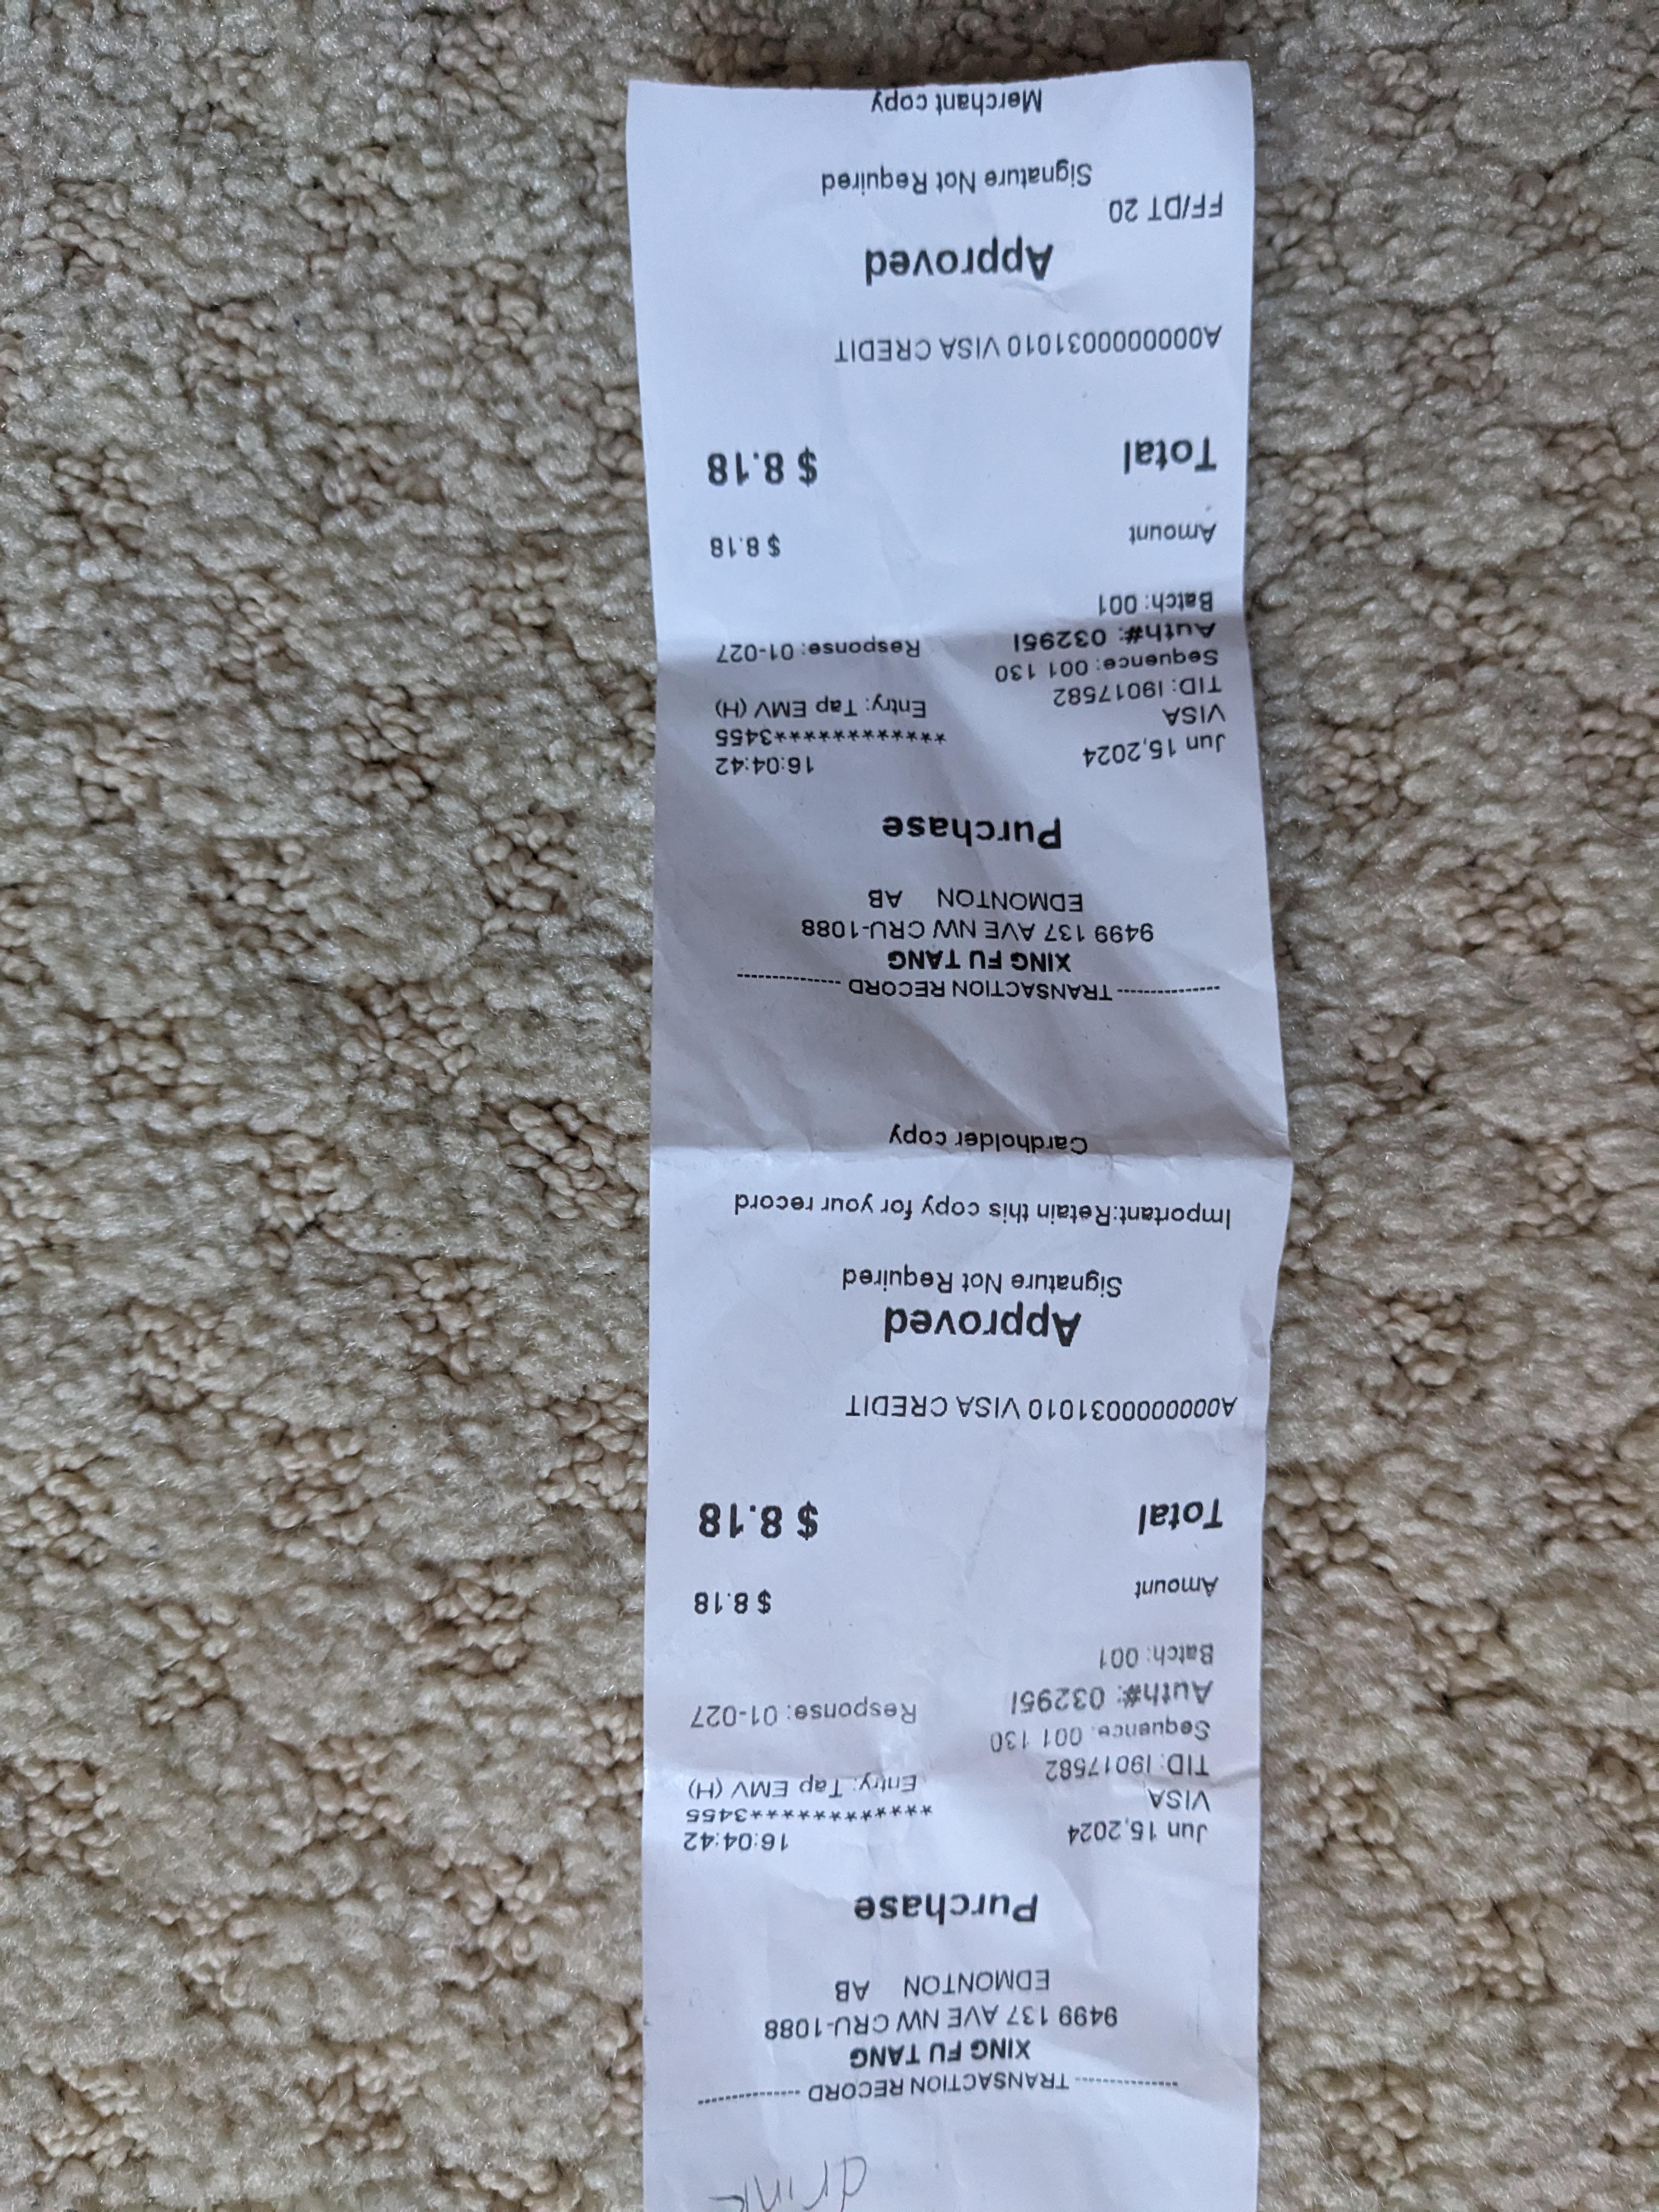 drink
--------------- TRANSACTION RECORD ---------------
XING FU TANG
9499 137 AVE NW CRU-1088
EDMONTON AB
Purchase
Jun 15,2024 16:04:42
VISA **************3455
TID: I9017582 Entry: Tap EMV (H)
Sequence: 001 130
Auth#: 03295I Response: 01-027
Batch: 001
Amount $ 8.18
Total $ 8.18
A0000000031010 VISA CREDIT
Approved
Signature Not Required
Important:Retain this copy for your record
Cardholder copy
--------------- TRANSACTION RECORD ---------------
XING FU TANG
9499 137 AVE NW CRU-1088
EDMONTON AB
Purchase
Jun 15,2024 16:04:42
VISA **************3455
TID: I9017582 Entry: Tap EMV (H)
Sequence: 001 130
Auth#: 03295I Response: 01-027
Batch: 001
Amount $ 8.18
Total $ 8.18
A0000000031010 VISA CREDIT
Approved
FF/DT 20
Signature Not Required
Merchant copy